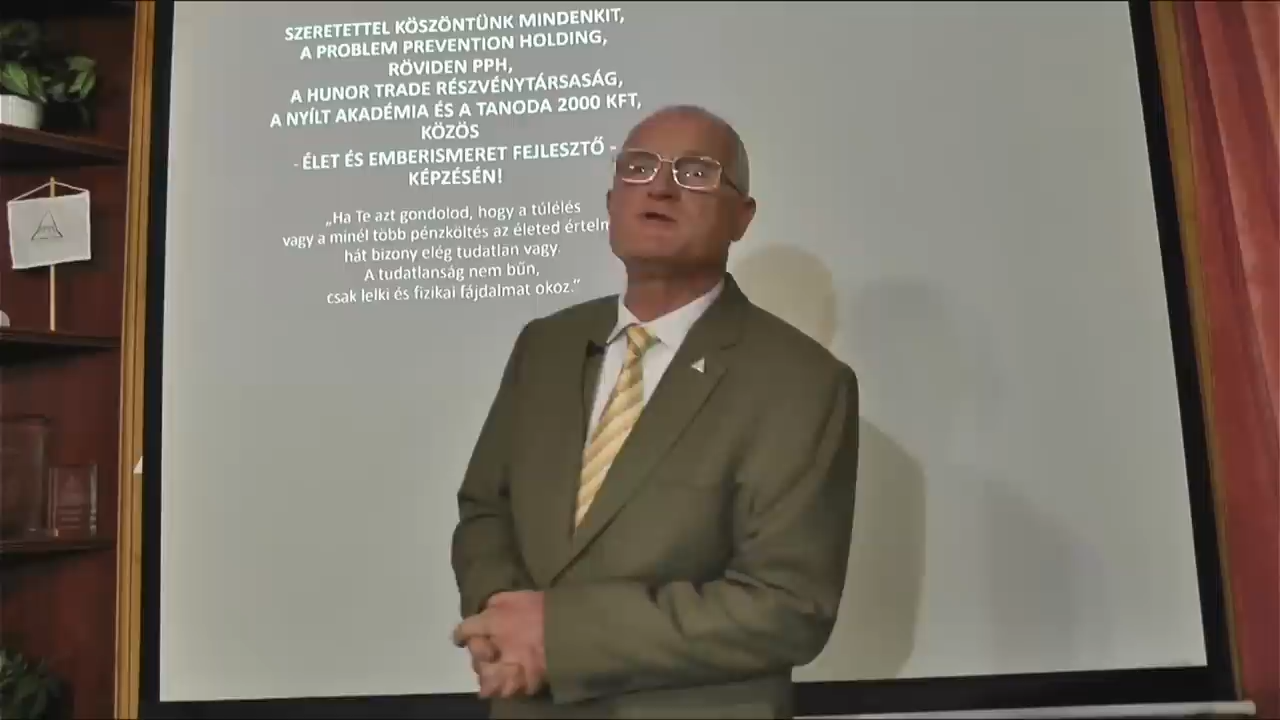 SZERETETTEL KÖSZÖNTÜNK MINDENKIT,
A PROBLEM PREVENTION HOLDING,
RÖVIDEN PPH,
A HUNOR TRADE RÉSZVÉNYTÁRSASÁG,
A NYÍLT AKADÉMIA ÉS A TANODA 2000 KFT,
KÖZÖS
- ÉLET ÉS EMBERISMERET FEJLESZTŐ -
KÉPZÉSÉN!
„Ha Te azt gondolod, hogy a túlélés
vagy a minél több pénzköltés az életed
hát bizony elég tudatlan vagy.
A tudatlanság nem bűn,
csak lelki és fizikai fájdalmat okoz.”